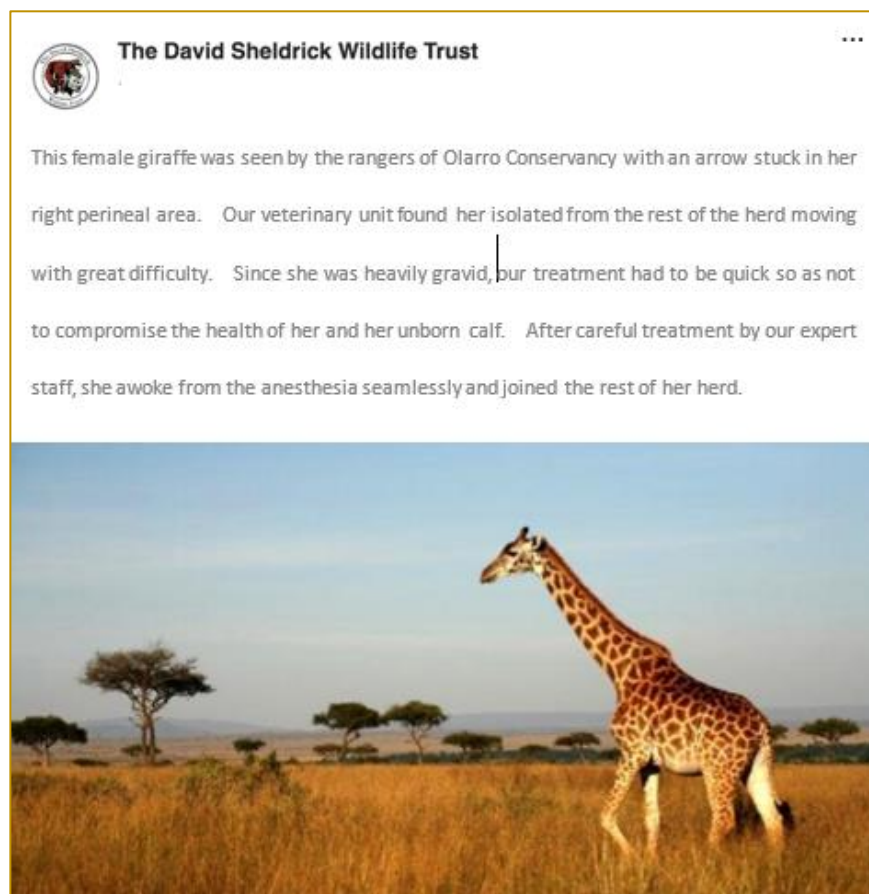 The David Sheldrick Wildlife Trust
...
This female giraffe was seen by the rangers of Olarro Conservancy with an arrow stuck in her
right perineal area. Our veterinary unit found her isolated from the rest of the herd moving
with great difficulty. Since she was heavily gravid, our treatment had to be quick so as not
to compromise the health of her and her unborn calf. After careful treatment by our expert
staff, she awoke from the anesthesia seamlessly and joined the rest of her herd.